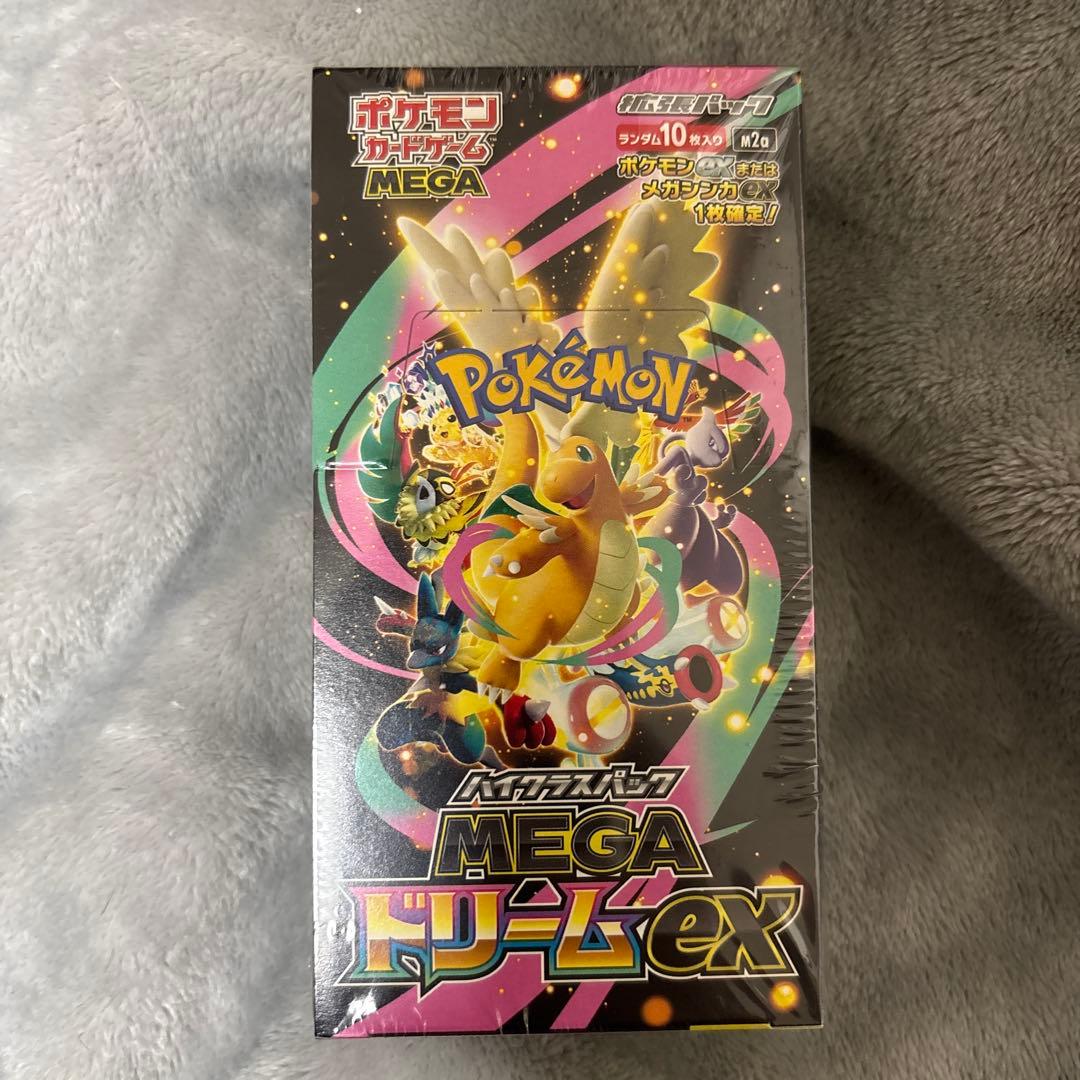 ポケモン
カードゲーム™
MEGA
拡張パック
ランダム10枚入り M2a
ポケモンexまたは
メガシンカex
1枚確定!
POKéMON™
ハイクラスパック
MEGA
ドリームex